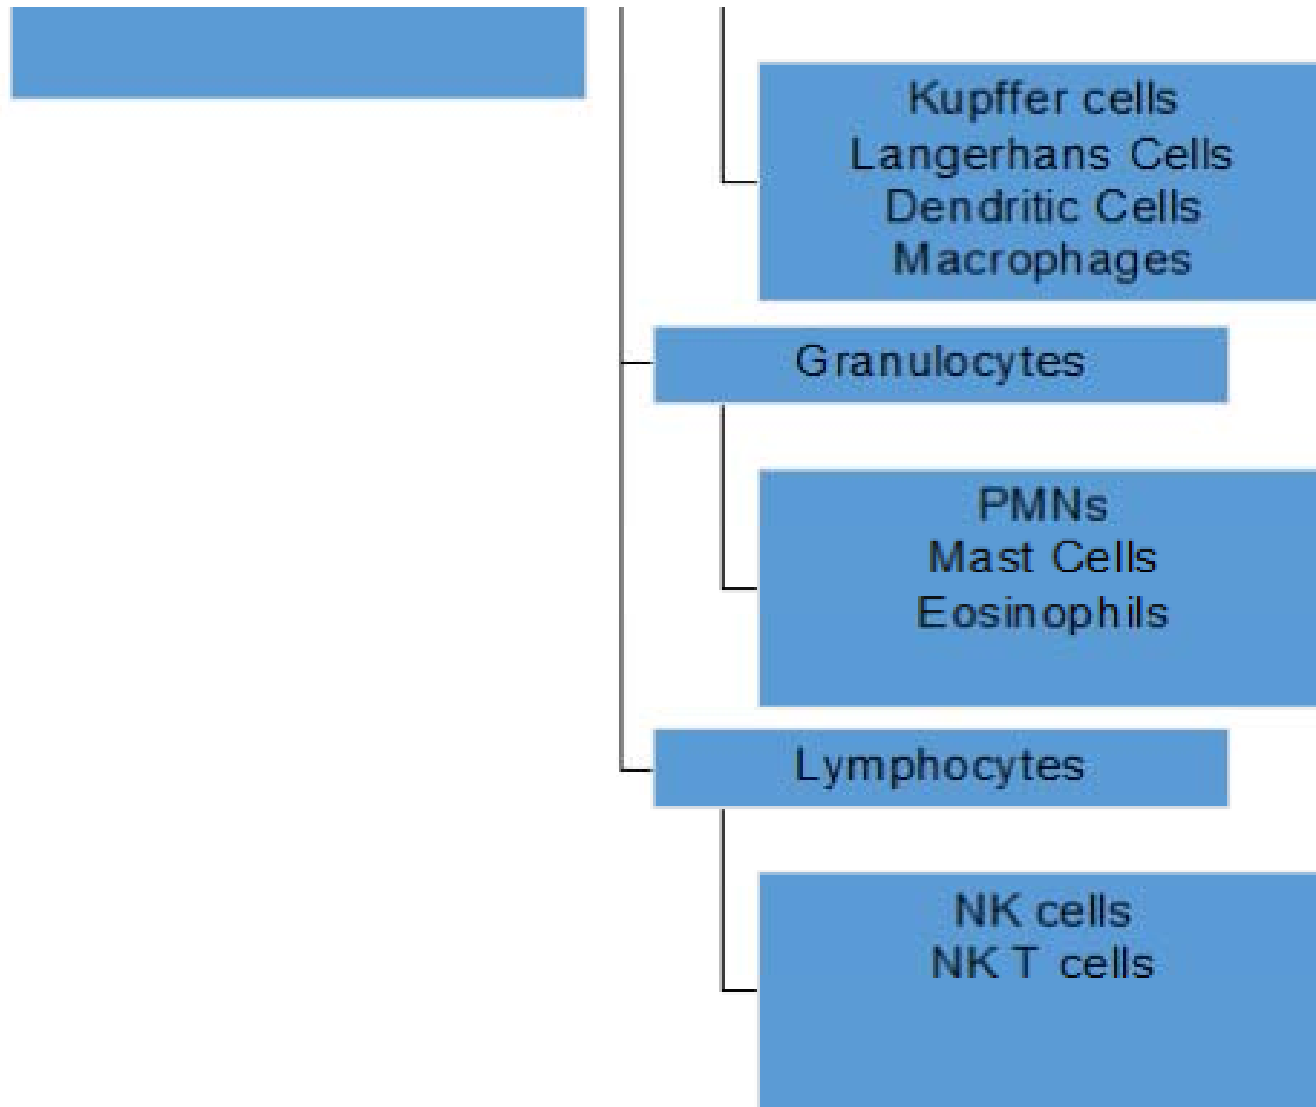 Kupffer cells
Langerhans Cells
Dendritic Cells
Macrophages
Granulocytes
PMNs
Mast Cells
Eosinophils
Lymphocytes
NK cells
NK T cells